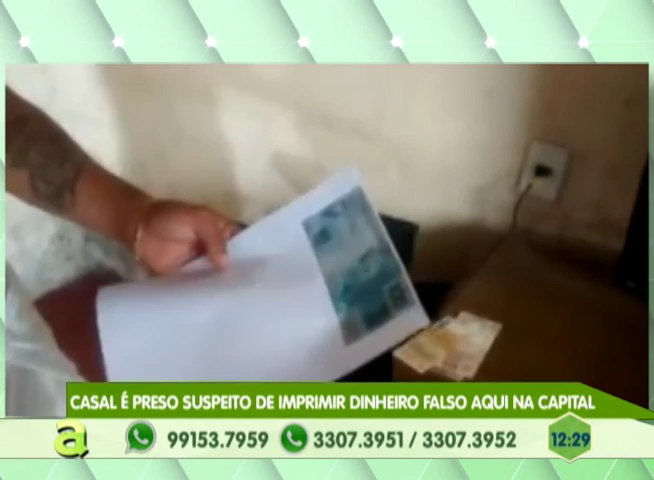 CASAL É PRESO SUSPEITO DE IMPRIMIR DINHEIRO FALSO AQUI NA CAPITAL
a 99153.7959 3307.3951 / 3307.3952 12:29